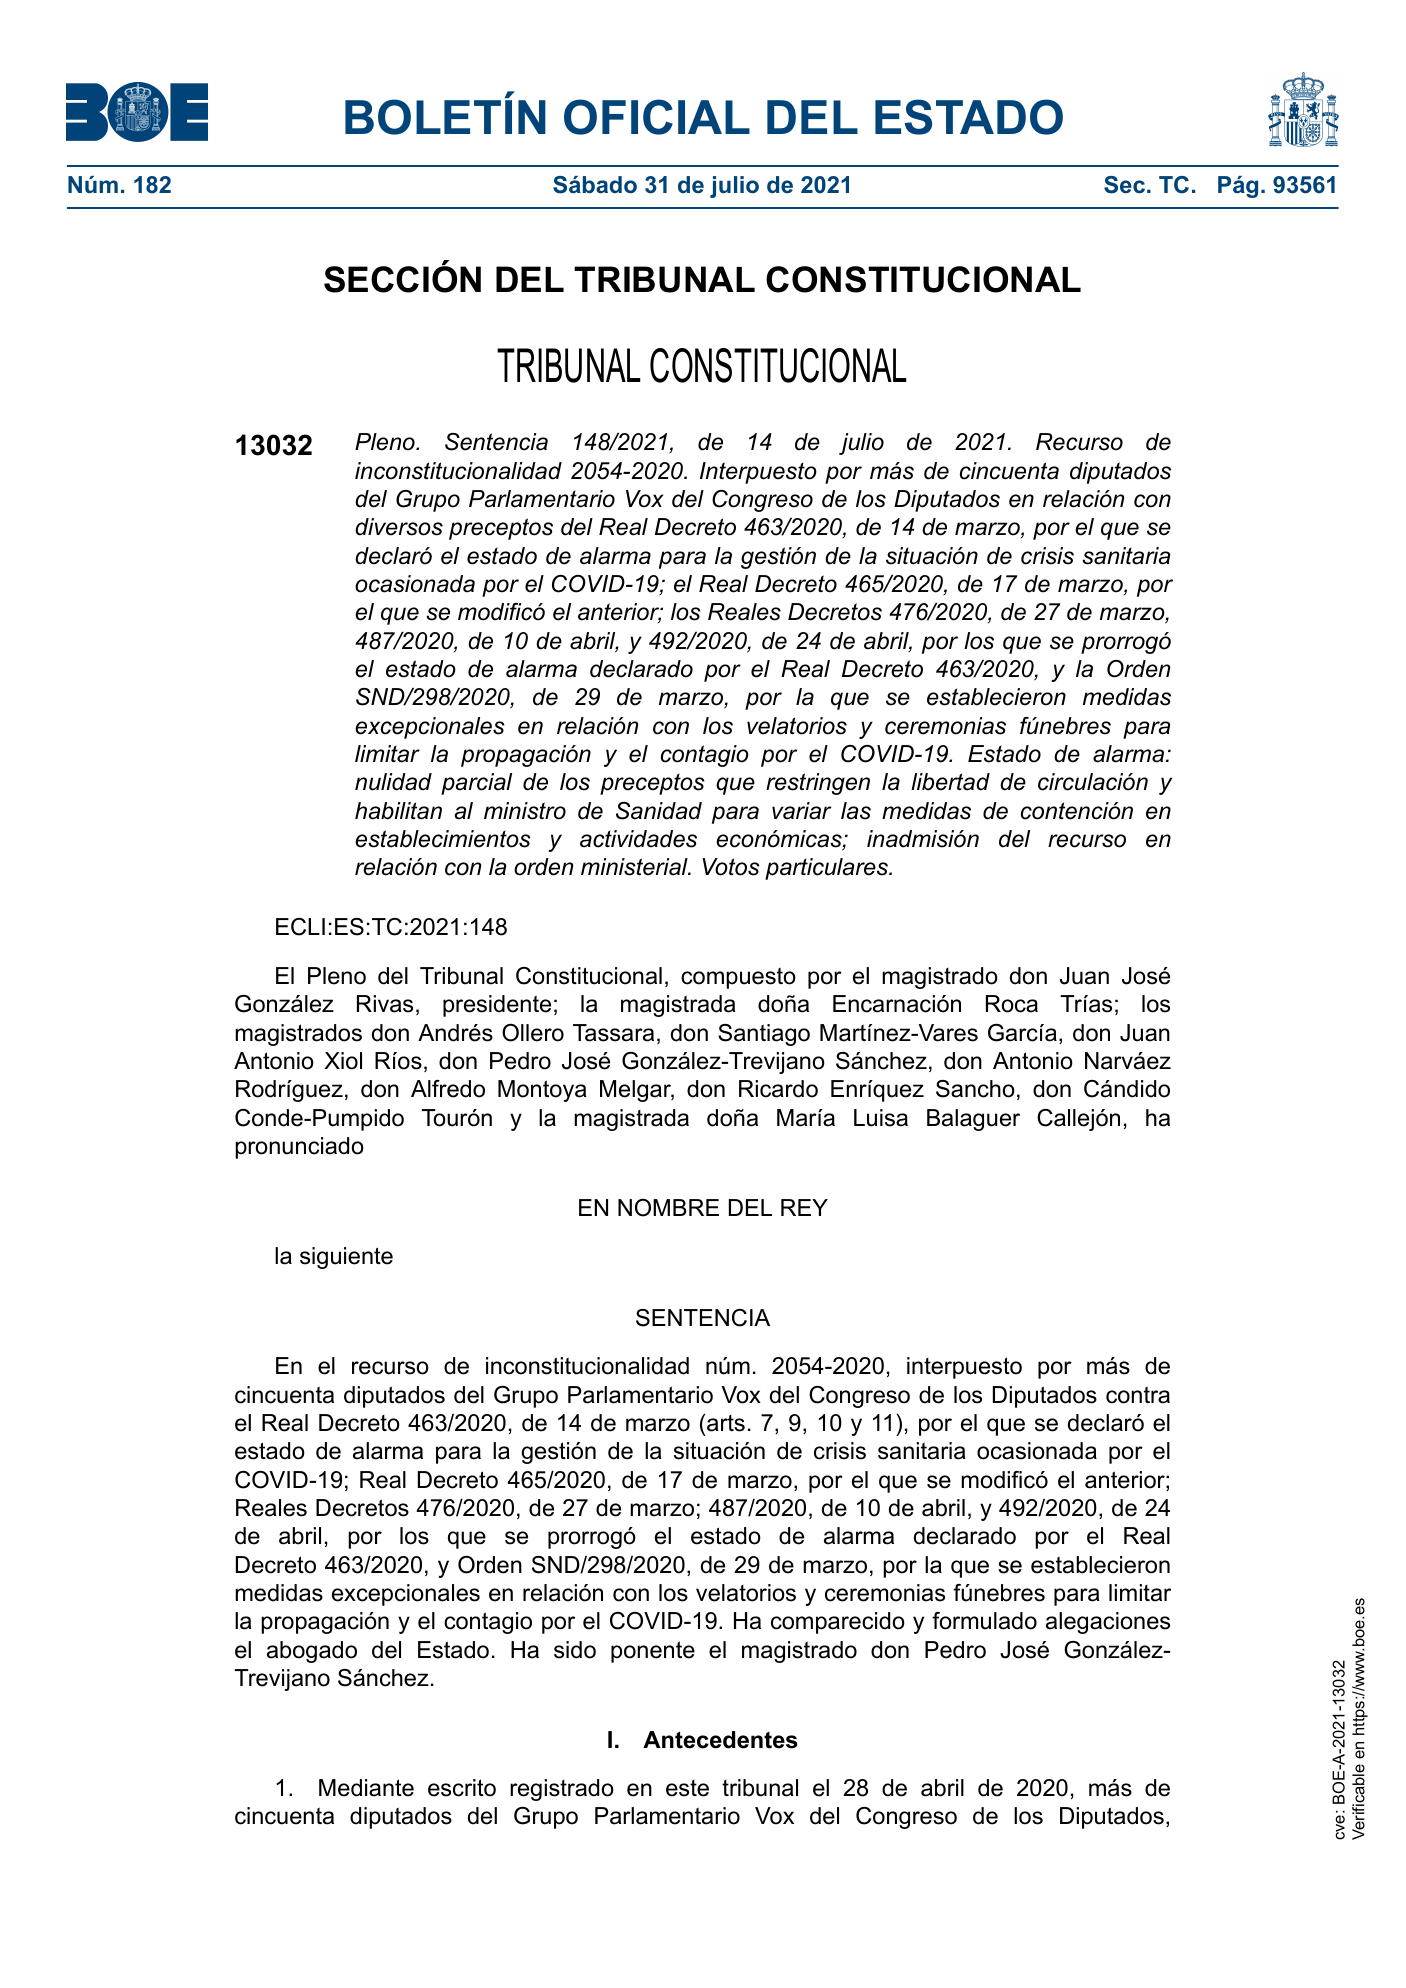 BOE
BOLETÍN OFICIAL DEL ESTADO
Núm. 182
Sábado 31 de julio de 2021
Sec. TC. Pág. 93561
SECCIÓN DEL TRIBUNAL CONSTITUCIONAL
TRIBUNAL CONSTITUCIONAL
13032
Pleno. Sentencia 148/2021, de 14 de julio de 2021. Recurso de
inconstitucionalidad 2054-2020. Interpuesto por más de cincuenta diputados
del Grupo Parlamentario Vox del Congreso de los Diputados en relación con
diversos preceptos del Real Decreto 463/2020, de 14 de marzo, por el que se
declaró el estado de alarma para la gestión de la situación de crisis sanitaria
ocasionada por el COVID-19; el Real Decreto 465/2020, de 17 de marzo, por
el que se modificó el anterior; los Reales Decretos 476/2020, de 27 de marzo,
487/2020, de 10 de abril, y 492/2020, de 24 de abril, por los que se prorrogó
el estado de alarma declarado por el Real Decreto 463/2020, y la Orden
SND/298/2020, de 29 de marzo, por la que se establecieron medidas
excepcionales en relación con los velatorios y ceremonias fúnebres para
limitar la propagación y el contagio por el COVID-19. Estado de alarma:
nulidad parcial de los preceptos que restringen la libertad de circulación y
habilitan al ministro de Sanidad para variar las medidas de contención en
establecimientos y actividades económicas; inadmisión del recurso en
relación con la orden ministerial. Votos particulares.
ECLI:ES:TC:2021:148
El Pleno del Tribunal Constitucional, compuesto por el magistrado don Juan José
González Rivas, presidente; la magistrada doña Encarnación Roca Trías; los
magistrados don Andrés Ollero Tassara, don Santiago Martínez-Vares García, don Juan
Antonio Xiol Ríos, don Pedro José González-Trevijano Sánchez, don Antonio Narváez
Rodríguez, don Alfredo Montoya Melgar, don Ricardo Enríquez Sancho, don Cándido
Conde-Pumpido Tourón y la magistrada doña María Luisa Balaguer Callejón, ha
pronunciado
EN NOMBRE DEL REY
la siguiente
SENTENCIA
En el recurso de inconstitucionalidad núm. 2054-2020, interpuesto por más de
cincuenta diputados del Grupo Parlamentario Vox del Congreso de los Diputados contra
el Real Decreto 463/2020, de 14 de marzo (arts. 7, 9, 10 y 11), por el que se declaró el
estado de alarma para la gestión de la situación de crisis sanitaria ocasionada por el
COVID-19; Real Decreto 465/2020, de 17 de marzo, por el que se modificó el anterior;
Reales Decretos 476/2020, de 27 de marzo; 487/2020, de 10 de abril, y 492/2020, de 24
de abril, por los que se prorrogó el estado de alarma declarado por el Real
Decreto 463/2020, y Orden SND/298/2020, de 29 de marzo, por la que se establecieron
medidas excepcionales en relación con los velatorios y ceremonias fúnebres para limitar
la propagación y el contagio por el COVID-19. Ha comparecido y formulado alegaciones
el abogado del Estado. Ha sido ponente el magistrado don Pedro José González-
Trevijano Sánchez.
I. Antecedentes
1. Mediante escrito registrado en este tribunal el 28 de abril de 2020, más de
cincuenta diputados del Grupo Parlamentario Vox del Congreso de los Diputados,
cve: BOE-A-2021-13032
Verificable en https://www.boe.es